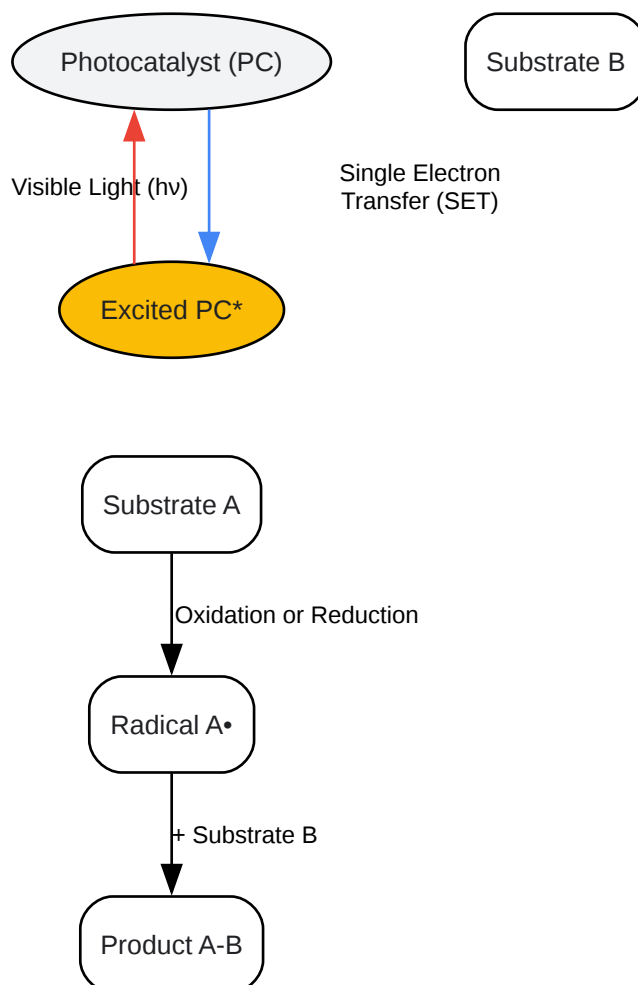 Photocatalyst (PC)
Substrate B
Visible Light (hν)
Single Electron
Transfer (SET)
Excited PC*
Substrate A
Oxidation or Reduction
Radical A•
+ Substrate B
Product A-B